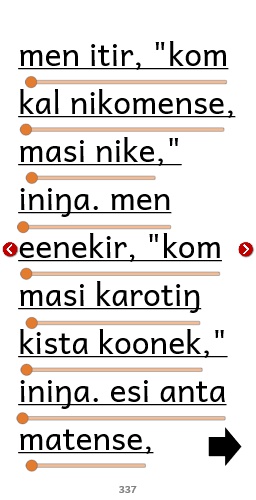 men itir, "kom
kal nikomense,
masi nike,"
iniŋa. men
eenekir, "kom
masi karotiŋ
kista koonek,"
iniŋa. esi anta
matense,
337